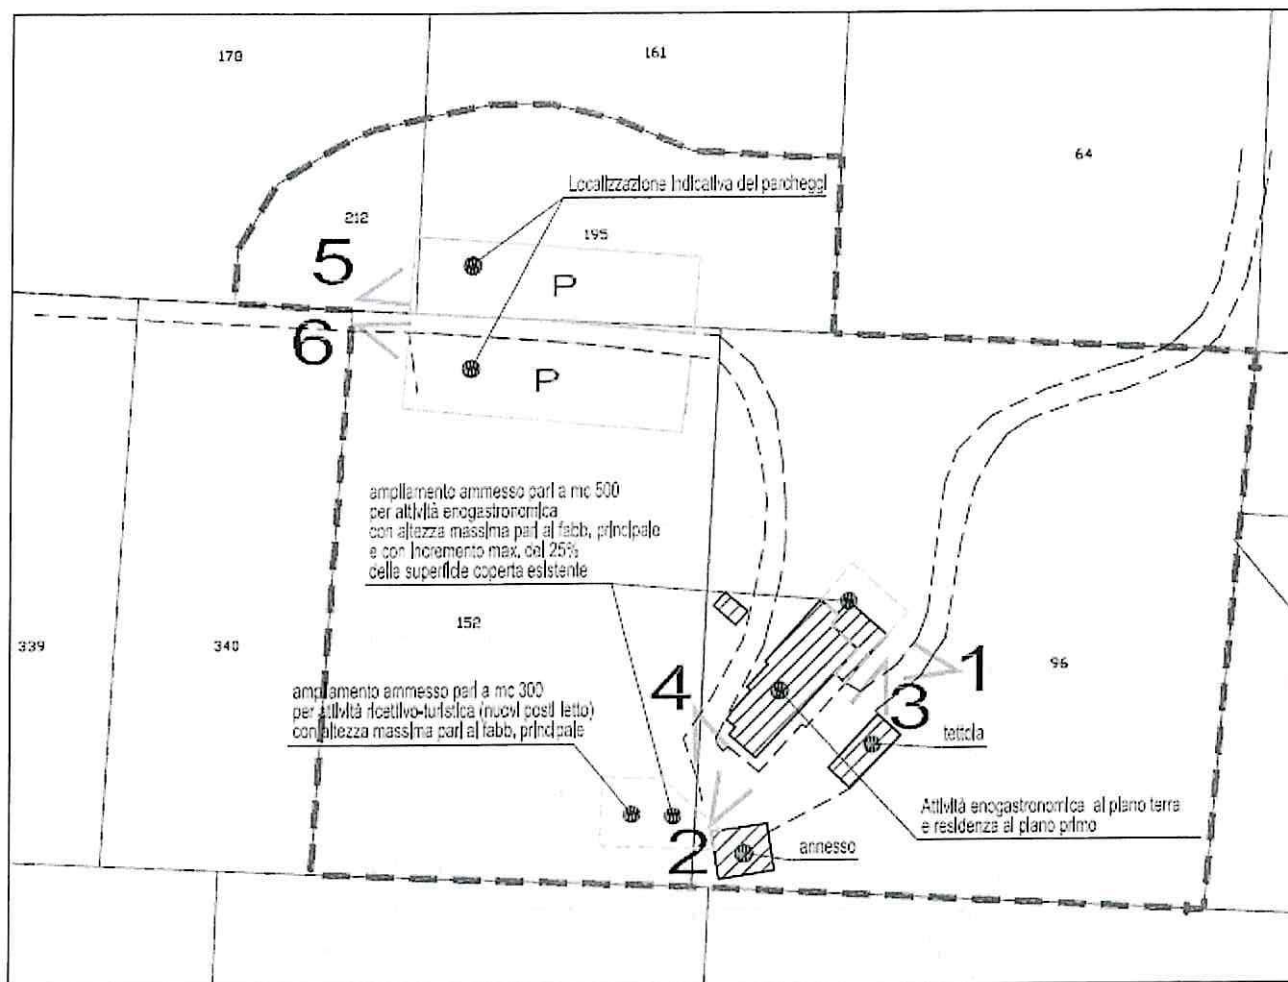 178
161
64
Localizzazione indicativa dei parcheggi
212
195
5
P
6
P
ampliamento ammesso pari a mc 500
per attività enogastronomica
con altezza massima pari al fabb. principale
e con incremento max. del 25%
della superficie coperta esistente
152
339
340
96
1
4
3
ampliamento ammesso pari a mc 300
per attività ricettivo-turistica (nuovi posti letto)
con altezza massima pari al fabb. principale
tettoia
Attività enogastronomica al piano terra
e residenza al piano primo
2
annesso